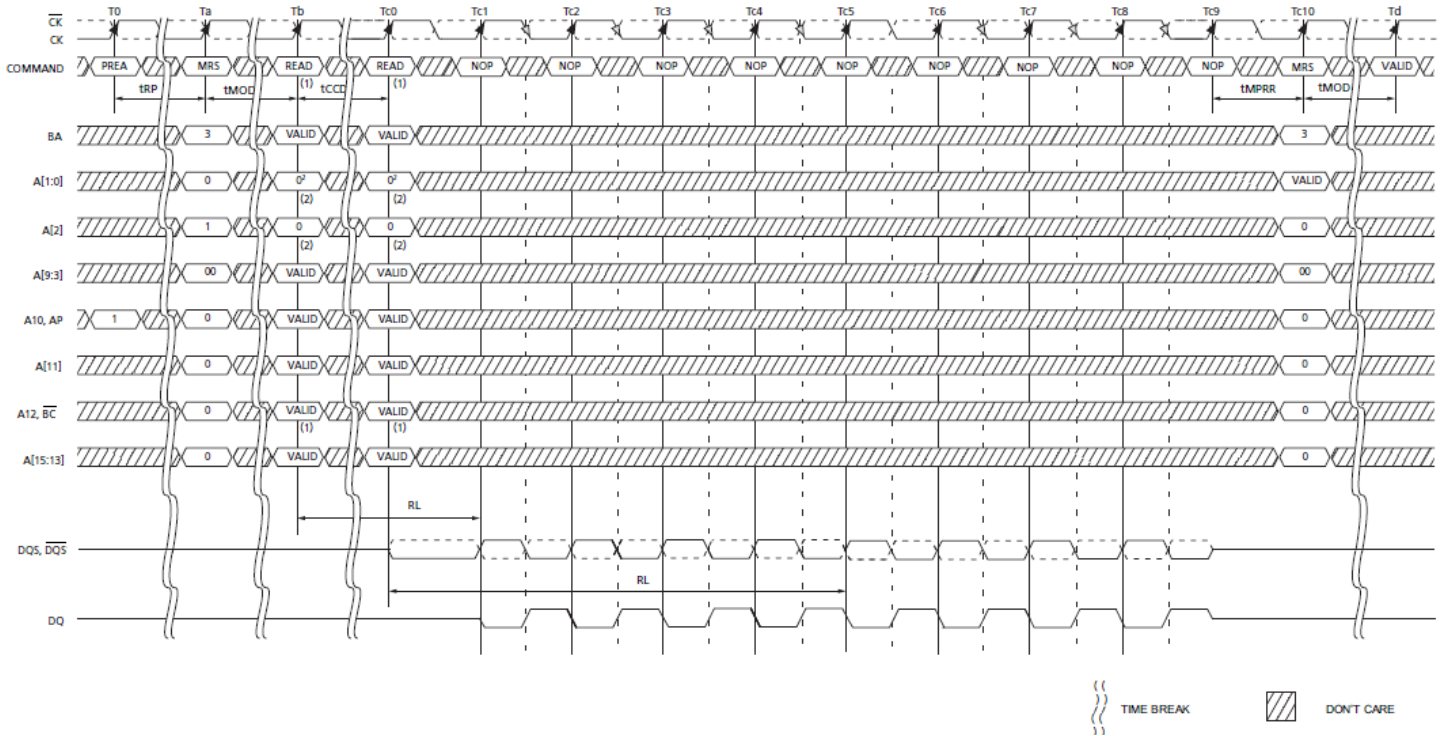 T0 Ta Tb Tc0 Tc1 Tc2 Tc3 Tc4 Tc5 Tc6 Tc7 Tc8 Tc9 Tc10 Td
CK
CK
COMMAND PREA MRS READ READ NOP NOP NOP NOP NOP NOP NOP NOP NOP MRS VALID
(1) (1)
tRP tMOD tCCD tMPRR tMOD
BA 3 VALID VALID 3
A[1:0] 0 0² 0² VALID
(2) (2)
A[2] 1 0 0 0
(2) (2)
A[9:3] 00 VALID VALID 00
A10, AP 1 0 VALID VALID 0
A[11] 0 VALID VALID 0
A12, BC 0 VALID VALID 0
(1) (1)
A[15:13] 0 VALID VALID 0
RL
DQS, DQS
RL
DQ
TIME BREAK DON'T CARE